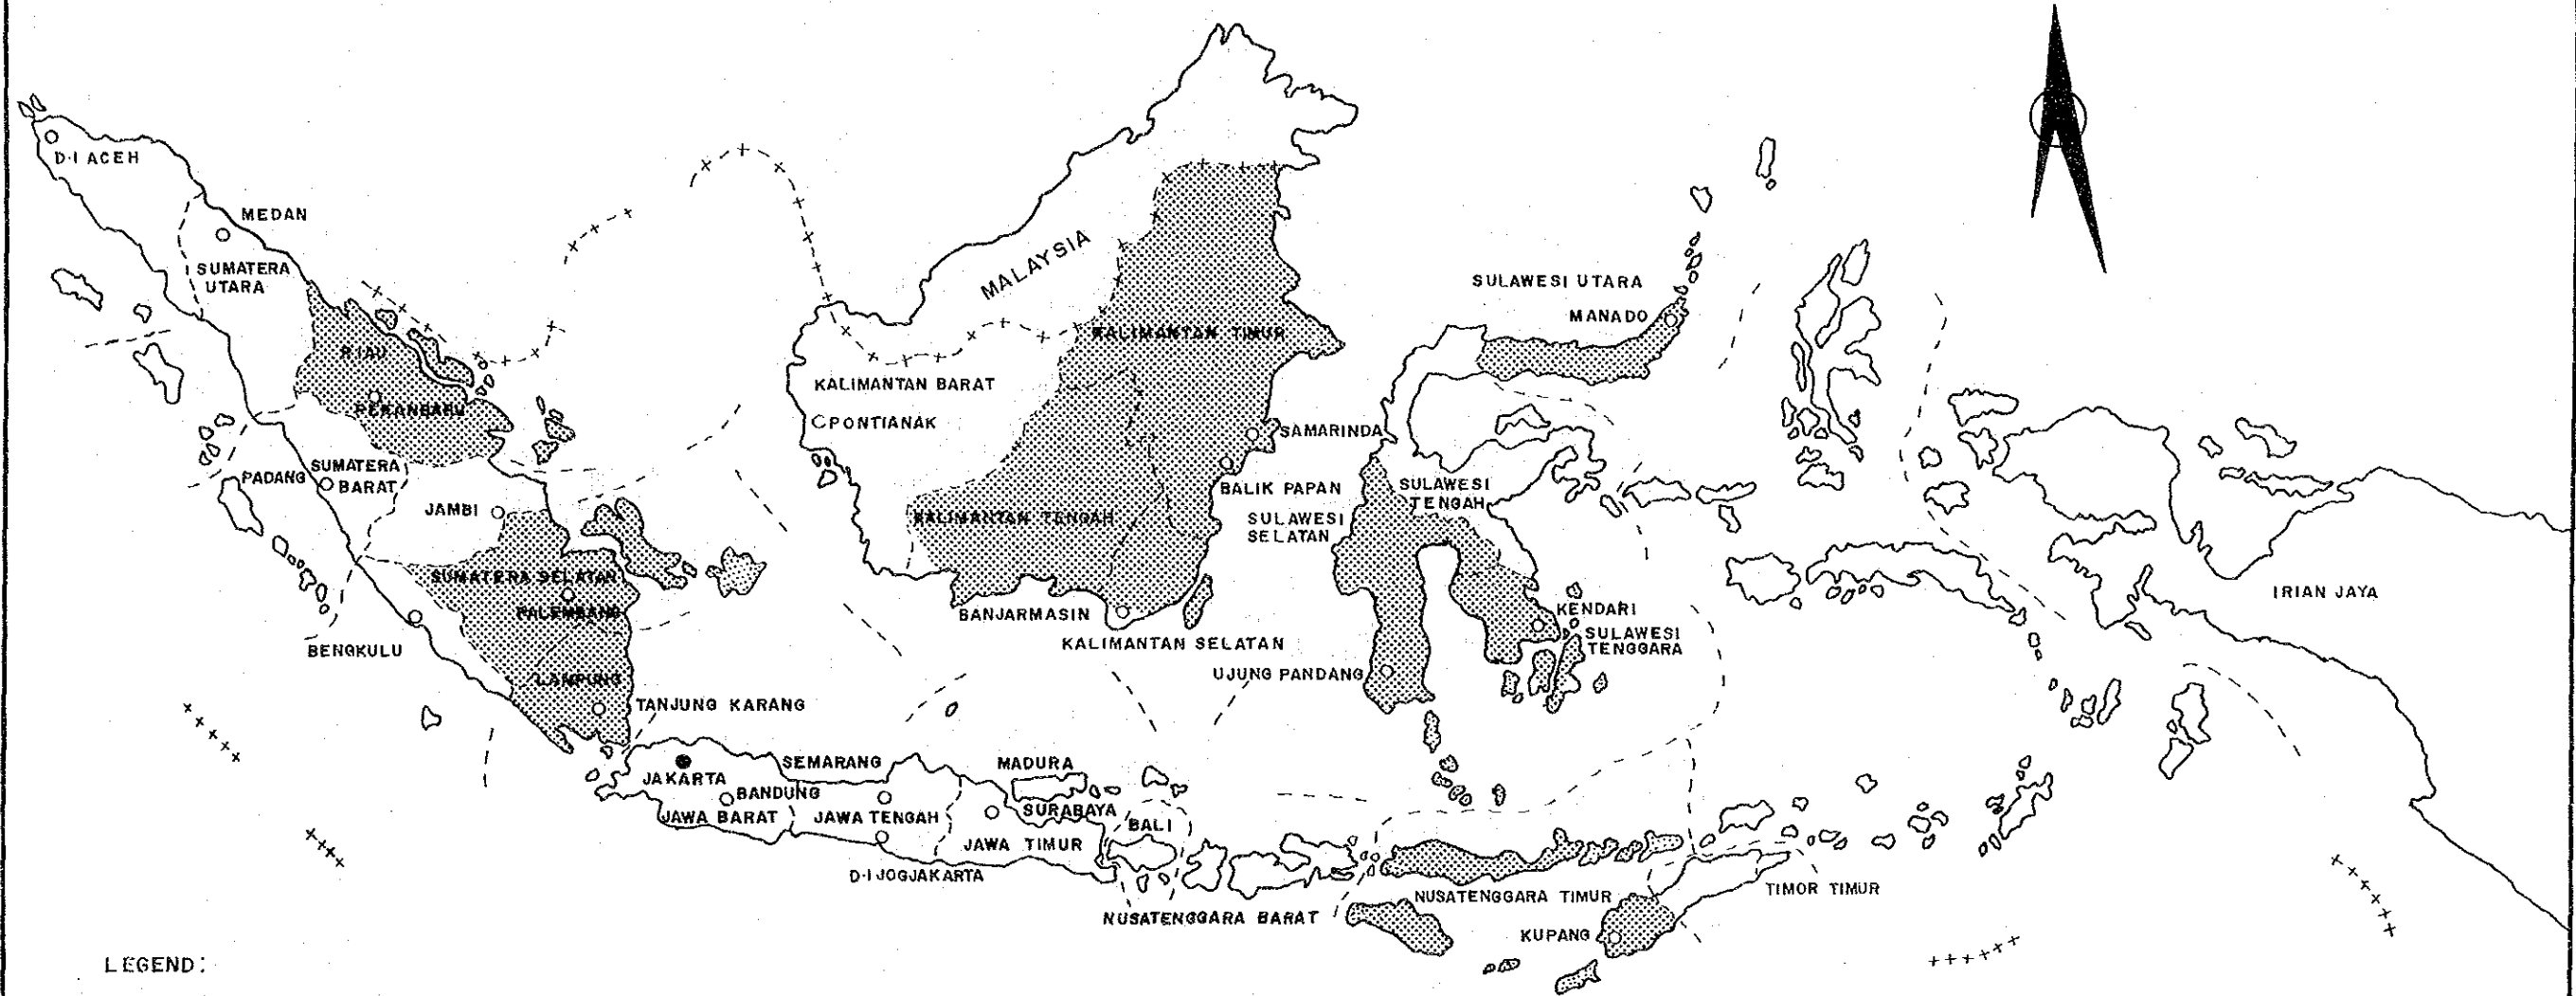 D·I ACEH
MEDAN
SUMATERA
UTARA
RIAU
PEKANBARU
PADANG
SUMATERA
BARAT
JAMBI
SUMATERA SELATAN
PALEMBANG
BENGKULU
LAMPUNG
TANJUNG KARANG
MALAYSIA
KALIMANTAN TIMUR
KALIMANTAN BARAT
PONTIANAK
SAMARINDA
BALIK PAPAN
KALIMANTAN TENGAH
BANJARMASIN
KALIMANTAN SELATAN
SULAWESI UTARA
MANADO
SULAWESI
TENGAH
SULAWESI
SELATAN
KENDARI
SULAWESI
TENGGARA
UJUNG PANDANG
IRIAN JAYA
JAKARTA
BANDUNG
JAWA BARAT
SEMARANG
JAWA TENGAH
D·I JOGJAKARTA
MADURA
SURABAYA
JAWA TIMUR
BALI
NUSATENGGARA BARAT
NUSATENGGARA TIMUR
TIMOR TIMUR
KUPANG
LEGEND: